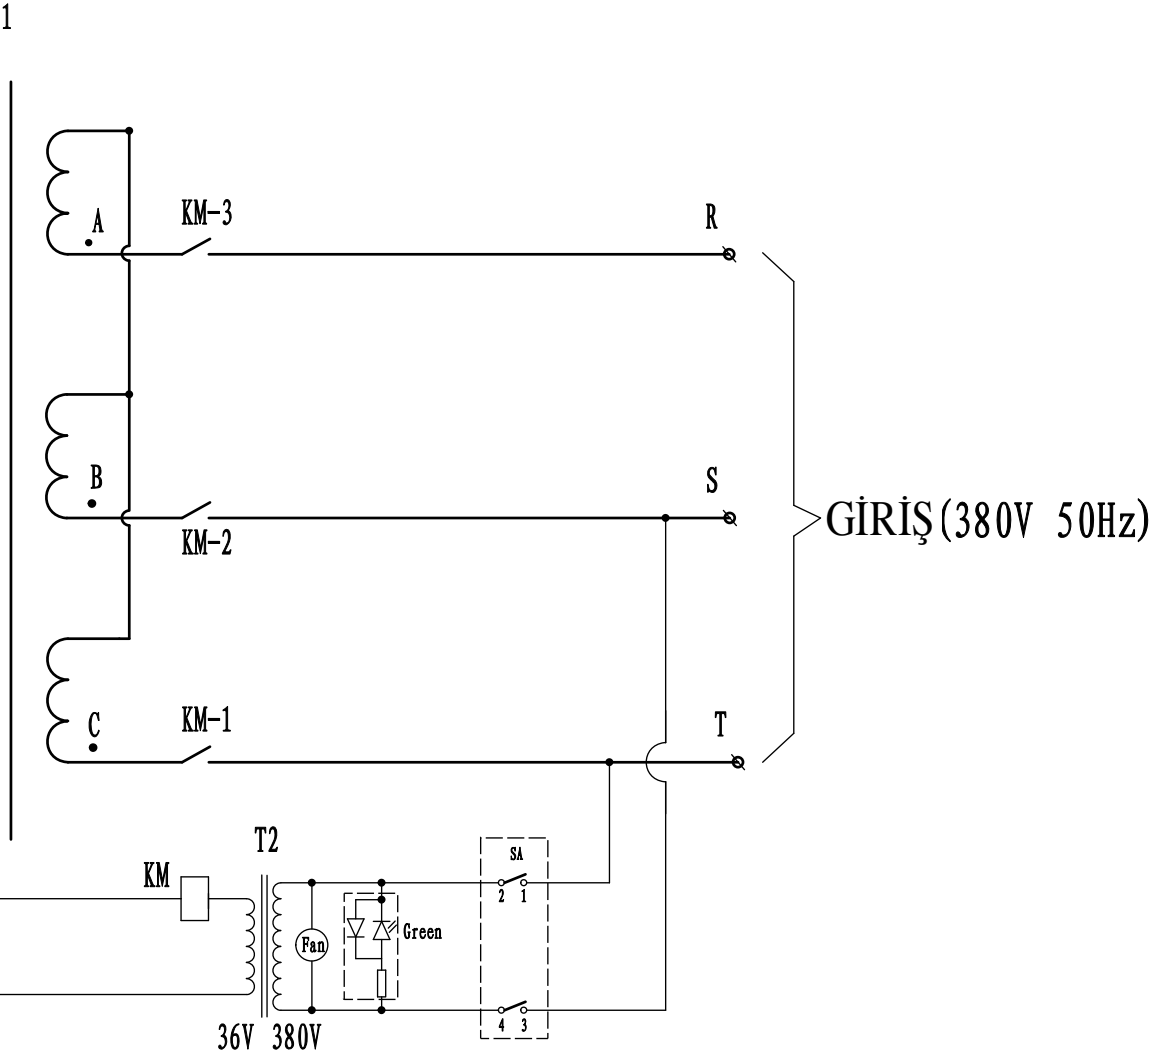 1
A
KM-3
R
B
KM-2
S
GİRİŞ(380V 50Hz)
C
KM-1
T
T2
KM
SA
2 1
Fan
Green
4 3
36V 380V